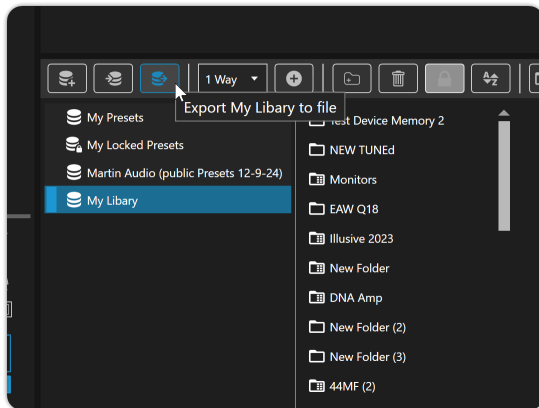 1 Way
Export My Libary to file
My Presets
My Locked Presets
Martin Audio (public Presets 12-9-24)
My Libary
Test Device Memory 2
NEW TUNEd
Monitors
EAW Q18
Illusive 2023
New Folder
DNA Amp
New Folder (2)
New Folder (3)
44MF (2)